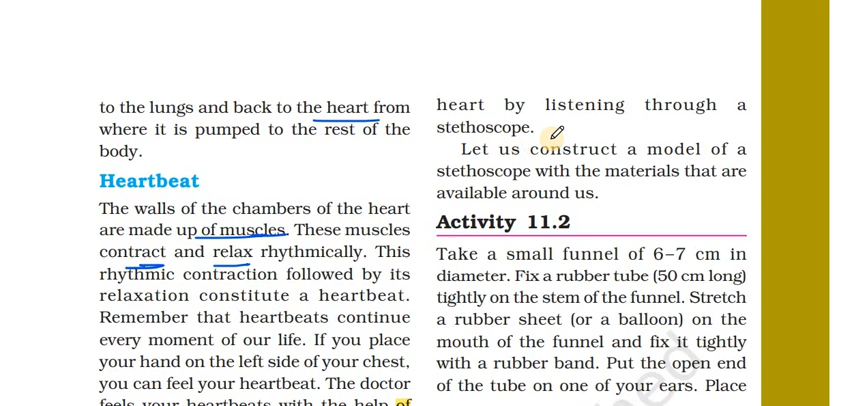 to the lungs and back to the heart from
where it is pumped to the rest of the
body.
Heartbeat
The walls of the chambers of the heart
are made up of muscles. These muscles
contract and relax rhythmically. This
rhythmic contraction followed by its
relaxation constitute a heartbeat.
Remember that heartbeats continue
every moment of our life. If you place
your hand on the left side of your chest,
you can feel your heartbeat. The doctor
feels your heartbeats with the help of
heart by listening through a
stethoscope.
Let us construct a model of a
stethoscope with the materials that are
available around us.
Activity 11.2
Take a small funnel of 6–7 cm in
diameter. Fix a rubber tube (50 cm long)
tightly on the stem of the funnel. Stretch
a rubber sheet (or a balloon) on the
mouth of the funnel and fix it tightly
with a rubber band. Put the open end
of the tube on one of your ears. Place